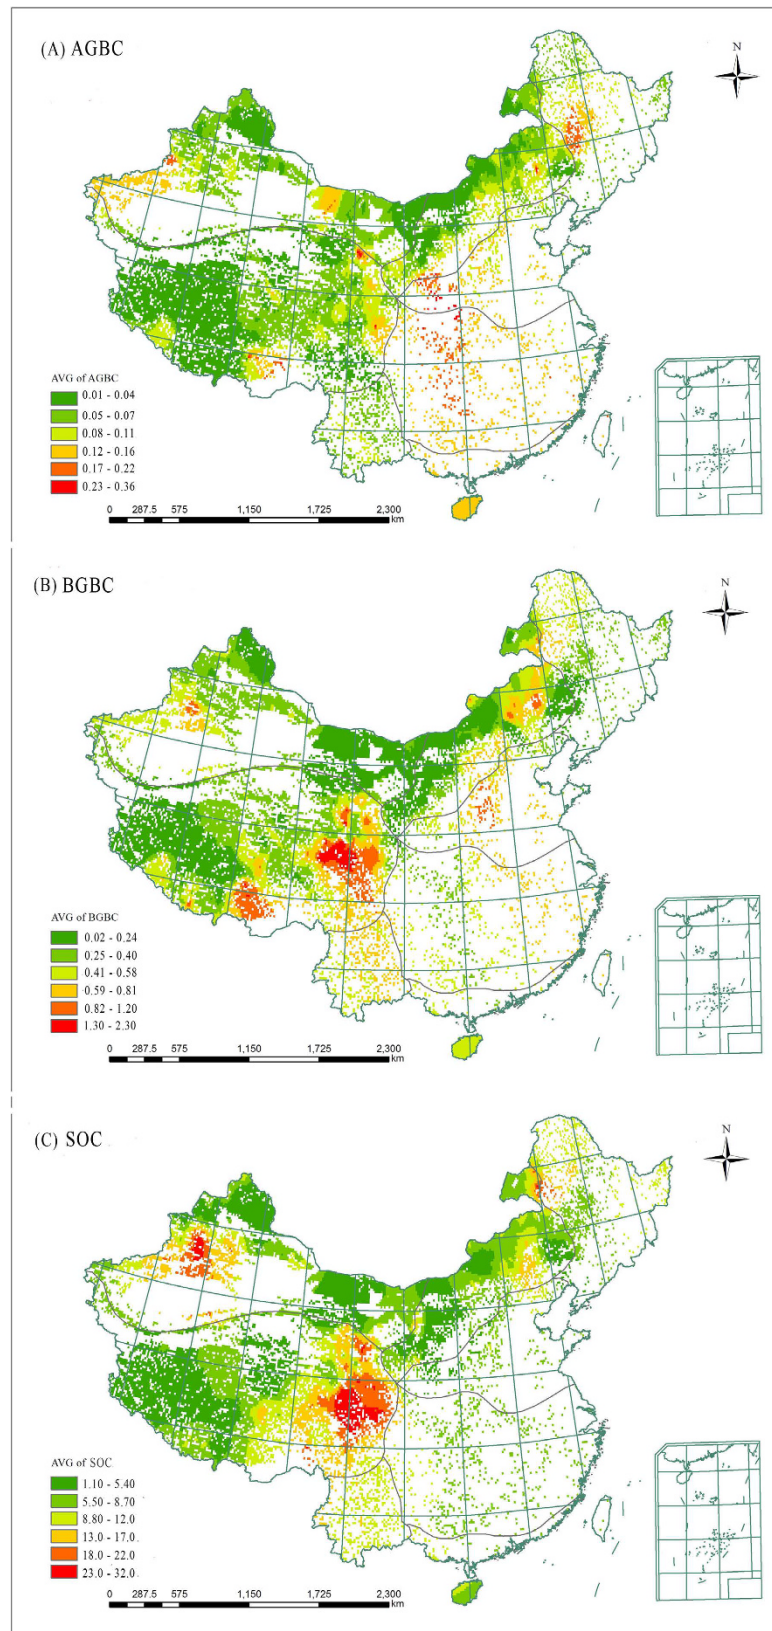 (A) AGBC
N
AVG of AGBC
0.01 - 0.04
0.05 - 0.07
0.08 - 0.11
0.12 - 0.16
0.17 - 0.22
0.23 - 0.36
0 287.5 575 1,150 1,725 2,300
km
(B) BGBC
N
AVG of BGBC
0.02 - 0.24
0.25 - 0.40
0.41 - 0.58
0.59 - 0.81
0.82 - 1.20
1.30 - 2.30
0 287.5 575 1,150 1,725 2,300
km
(C) SOC
N
AVG of SOC
1.10 - 5.40
5.50 - 8.70
8.80 - 12.0
13.0 - 17.0
18.0 - 22.0
23.0 - 32.0
0 287.5 575 1,150 1,725 2,300
km